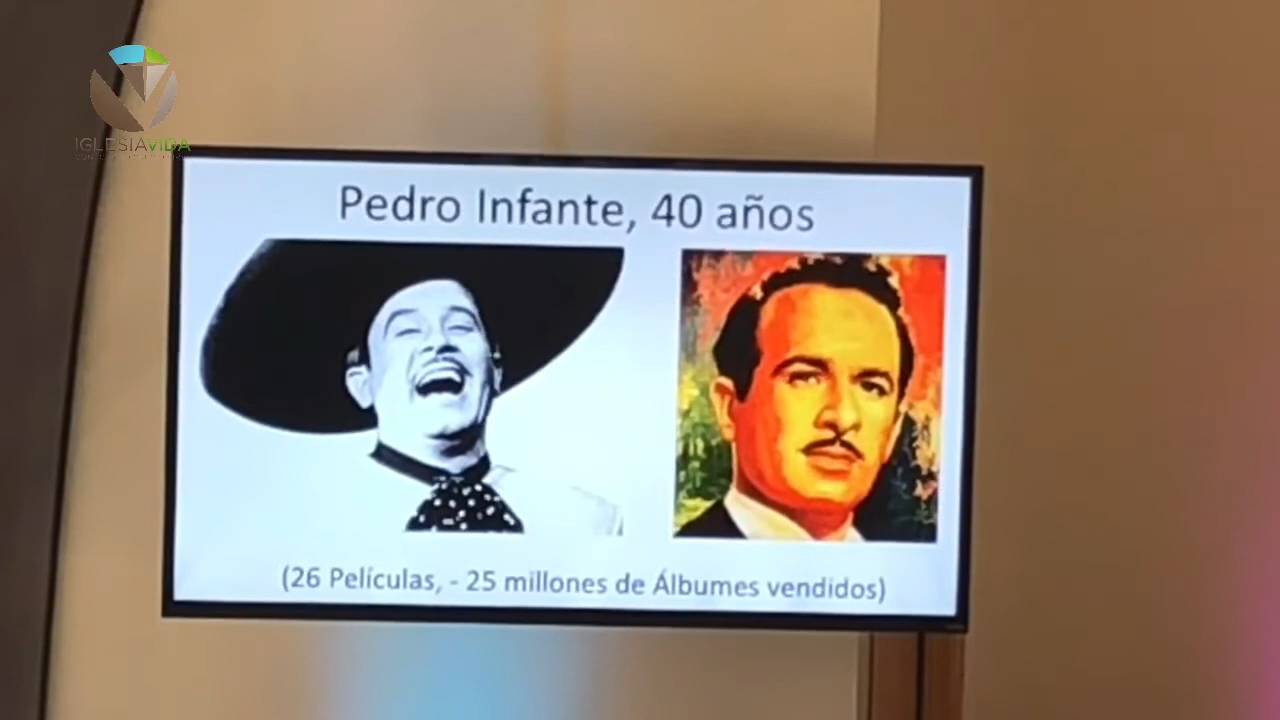 IGLESIAVIDA
Pedro Infante, 40 años
(26 Películas, - 25 millones de Álbumes vendidos)